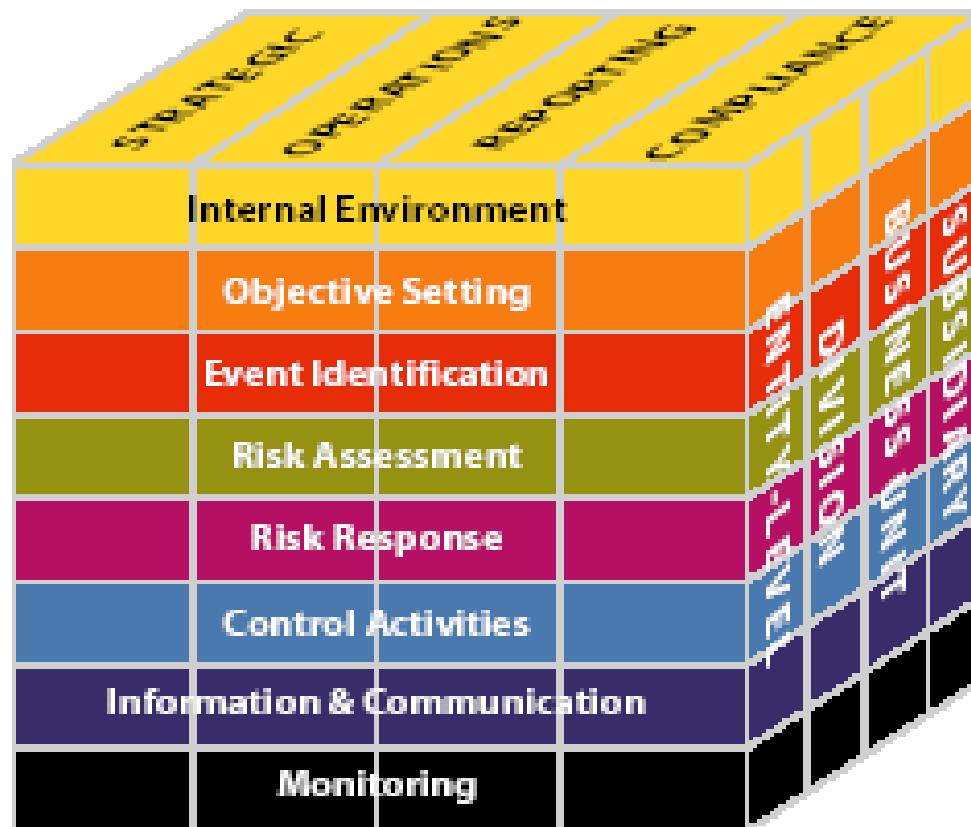 STRATEGIC
OPERATIONS
REPORTING
COMPLIANCE
Internal Environment
Objective Setting
Event Identification
Risk Assessment
Risk Response
Control Activities
Information & Communication
Monitoring
ENTITY-LEVEL
DIVISION
BUSINESS UNIT
SUBSIDIARY